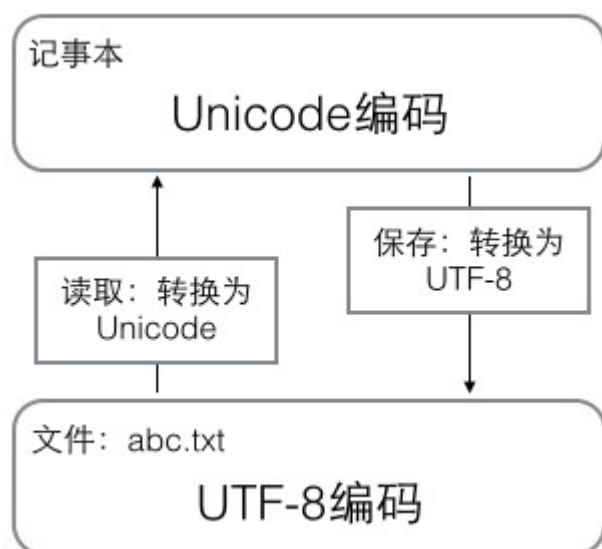 记事本
Unicode编码
读取：转换为
Unicode
保存：转换为
UTF-8
文件：abc.txt
UTF-8编码